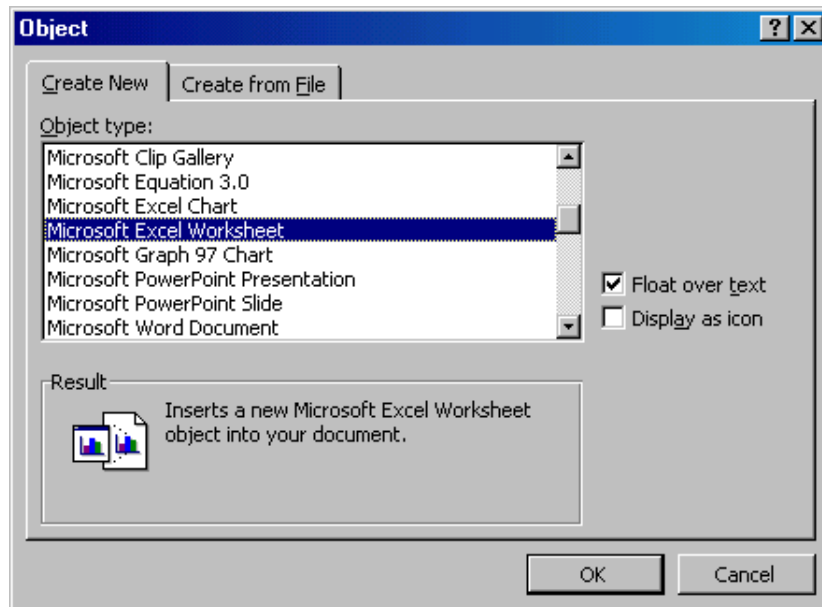 Object
Create New
Create from File
Object type:
Microsoft Clip Gallery
Microsoft Equation 3.0
Microsoft Excel Chart
Microsoft Excel Worksheet
Microsoft Graph 97 Chart
Microsoft PowerPoint Presentation
Microsoft PowerPoint Slide
Microsoft Word Document
Float over text
Display as icon
Result
Inserts a new Microsoft Excel Worksheet
object into your document.
OK
Cancel